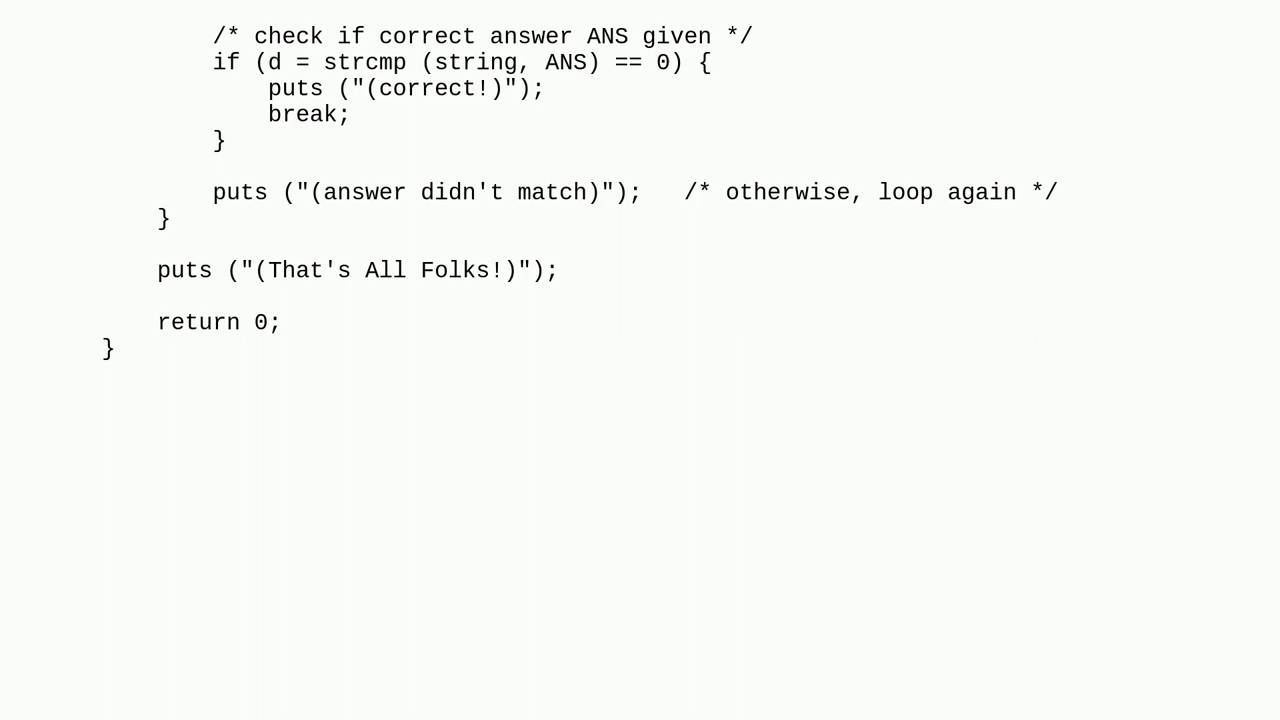 /* check if correct answer ANS given */
if (d = strcmp (string, ANS) == 0) {
puts ("(correct!)");
break;
}
puts ("(answer didn't match)");   /* otherwise, loop again */
}
puts ("(That's All Folks!)");
return 0;
}